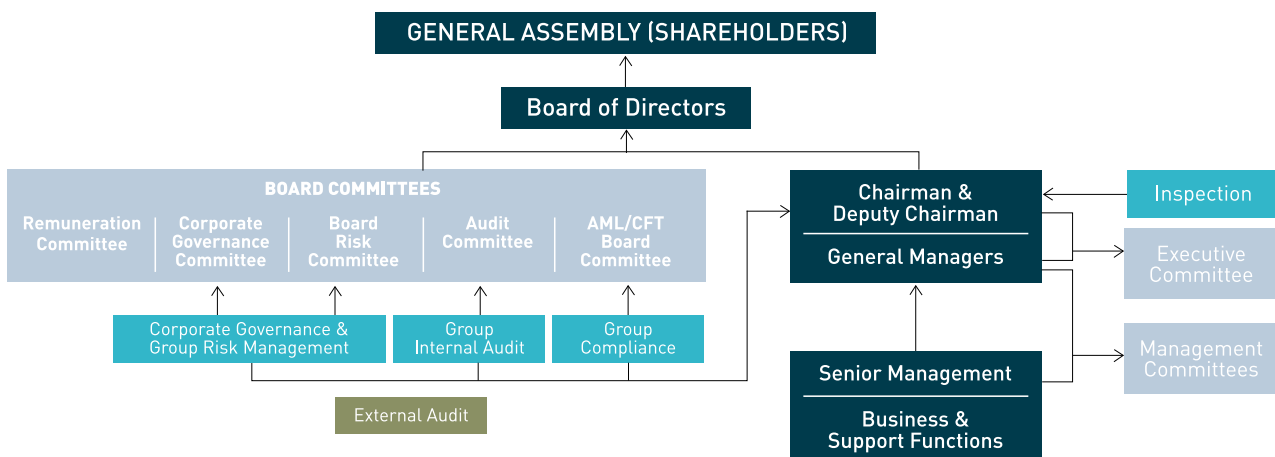 GENERAL ASSEMBLY (SHAREHOLDERS)
Board of Directors
BOARD COMMITTEES
Remuneration
Committee
Corporate
Governance
Committee
Board
Risk
Committee
Audit
Committee
AML/CFT
Board
Committee
Chairman &
Deputy Chairman
General Managers
Inspection
Executive
Committee
Corporate Governance &
Group Risk Management
Group
Internal Audit
Group
Compliance
Senior Management
Business &
Support Functions
Management
Committees
External Audit